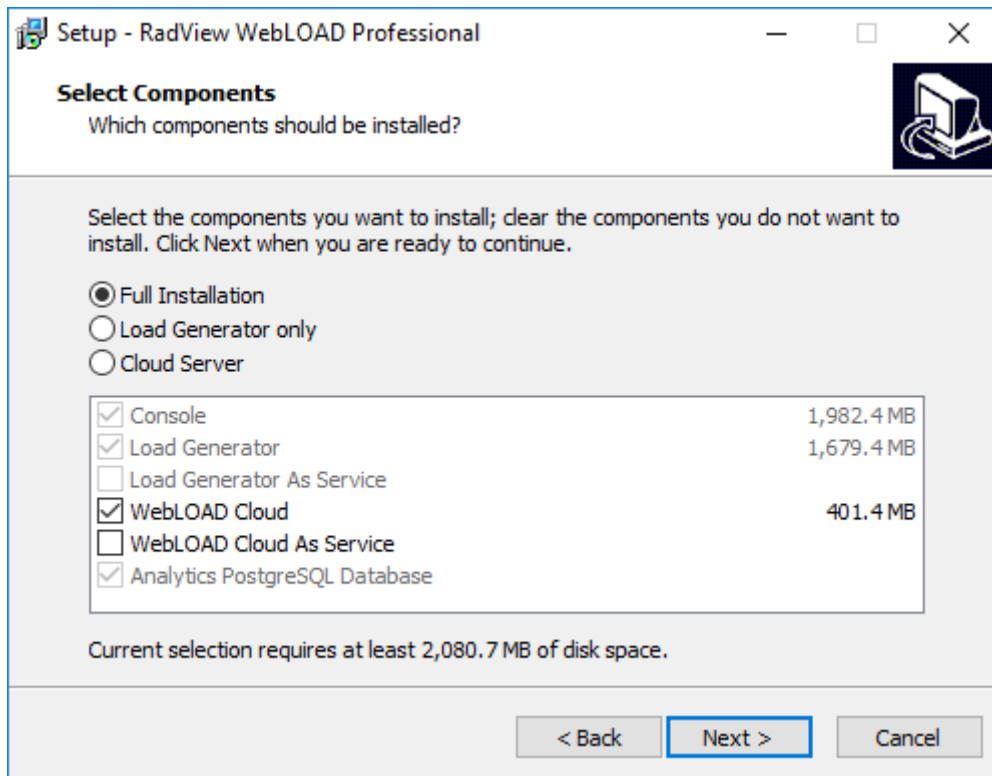 Setup - RadView WebLOAD Professional
Select Components
Which components should be installed?
Select the components you want to install; clear the components you do not want to
install. Click Next when you are ready to continue.
Full Installation
Load Generator only
Cloud Server
Console 1,982.4 MB
Load Generator 1,679.4 MB
Load Generator As Service
WebLOAD Cloud 401.4 MB
WebLOAD Cloud As Service
Analytics PostgreSQL Database
Current selection requires at least 2,080.7 MB of disk space.
< Back Next > Cancel